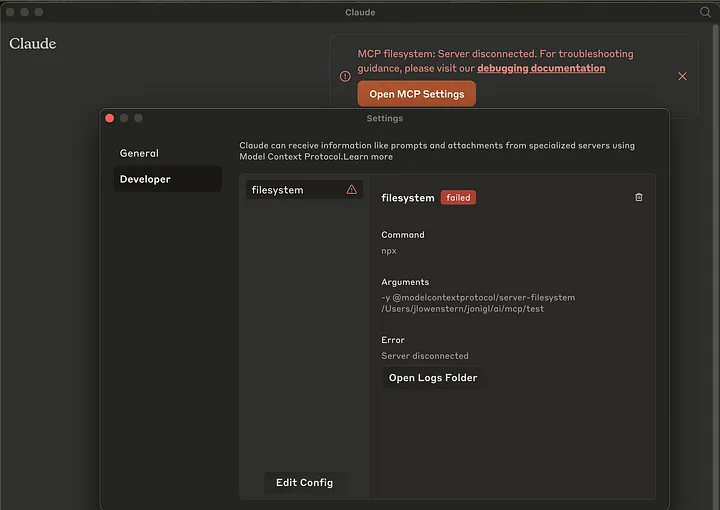 Claude
Claude
MCP filesystem: Server disconnected. For troubleshooting
guidance, please visit our debugging documentation
Open MCP Settings
Settings
General
Developer
Claude can receive information like prompts and attachments from specialized servers using
Model Context Protocol.Learn more
filesystem
filesystem failed
Command
npx
Arguments
-y @modelcontextprotocol/server-filesystem
/Users/jlowenstern/jonigl/ai/mcp/test
Error
Server disconnected
Open Logs Folder
Edit Config